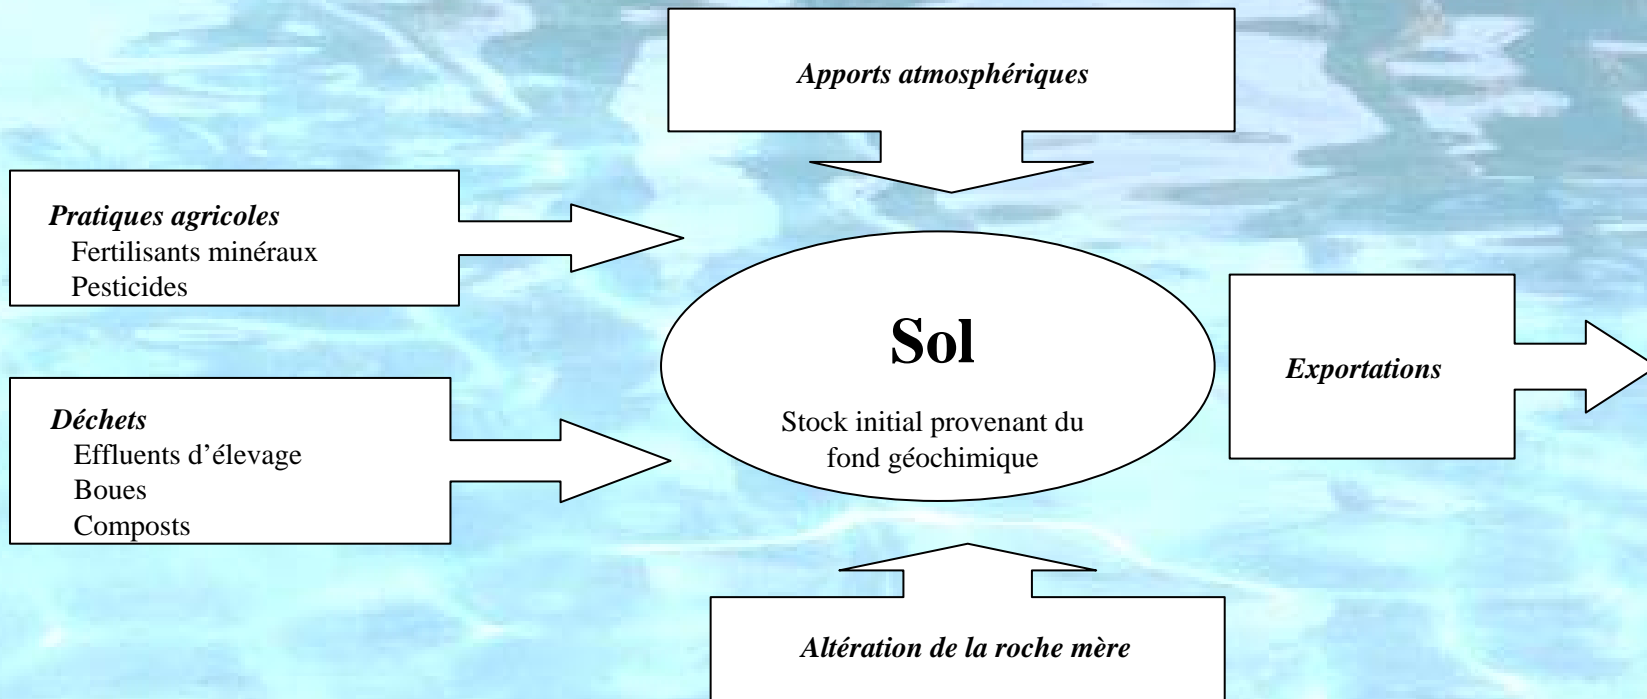 Apports atmosphériques
Pratiques agricoles
Fertilisants minéraux
Pesticides
Sol
Stock initial provenant du
fond géochimique
Exportations
Déchets
Effluents d’élevage
Boues
Composts
Altération de la roche mère